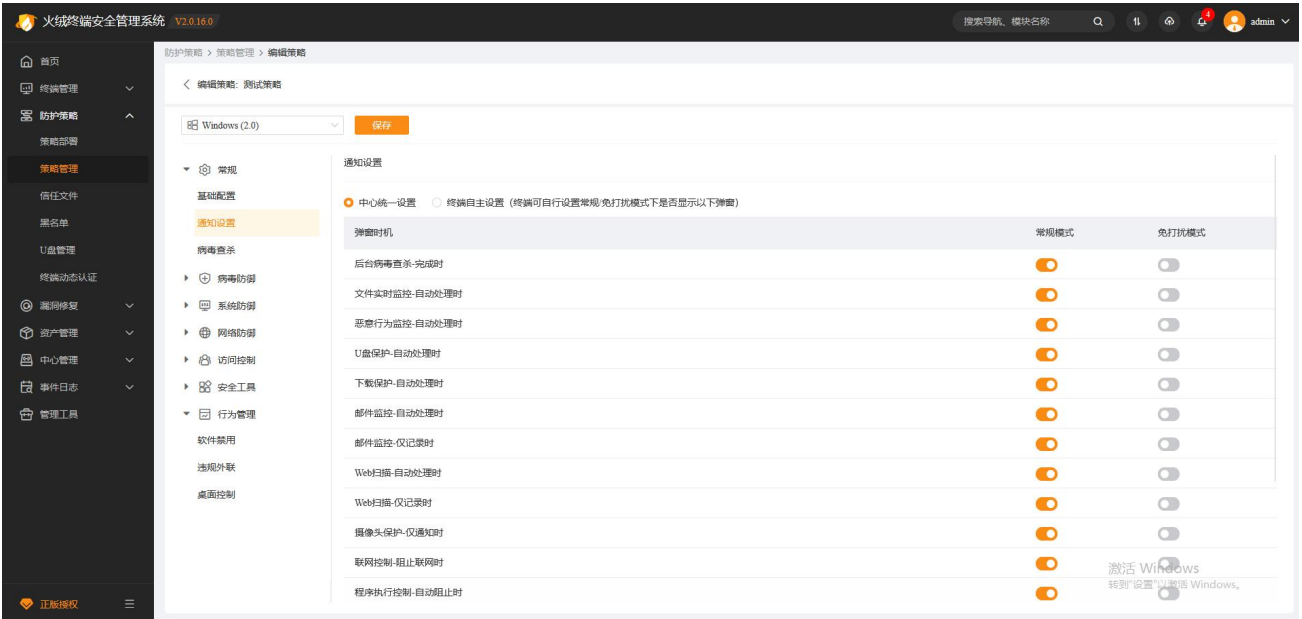 火绒终端安全管理系统 V2.0.16.0
搜索导航、模块名称
4
admin
首页
终端管理
防护策略
策略部署
策略管理
信任文件
黑名单
U盘管理
终端动态认证
漏洞修复
资产管理
中心管理
事件日志
管理工具
正版授权
防护策略 > 策略管理 > 编辑策略
编辑策略: 测试策略
Windows (2.0)
保存
常规
基础配置
通知设置
病毒查杀
病毒防御
系统防御
网络防御
访问控制
安全工具
行为管理
软件禁用
违规外联
桌面控制
通知设置
中心统一设置 终端自主设置（终端可自行设置常规/免打扰模式下是否显示以下弹窗）
弹窗时机 常规模式 免打扰模式
后台病毒查杀-完成时
文件实时监控-自动处理时
恶意行为监控-自动处理时
U盘保护-自动处理时
下载保护-自动处理时
邮件监控-自动处理时
邮件监控-仅记录时
Web扫描-自动处理时
Web扫描-仅记录时
摄像头保护-仅通知时
联网控制-阻止联网时
程序执行控制-自动阻止时
激活 Windows
转到"设置"以激活 Windows。